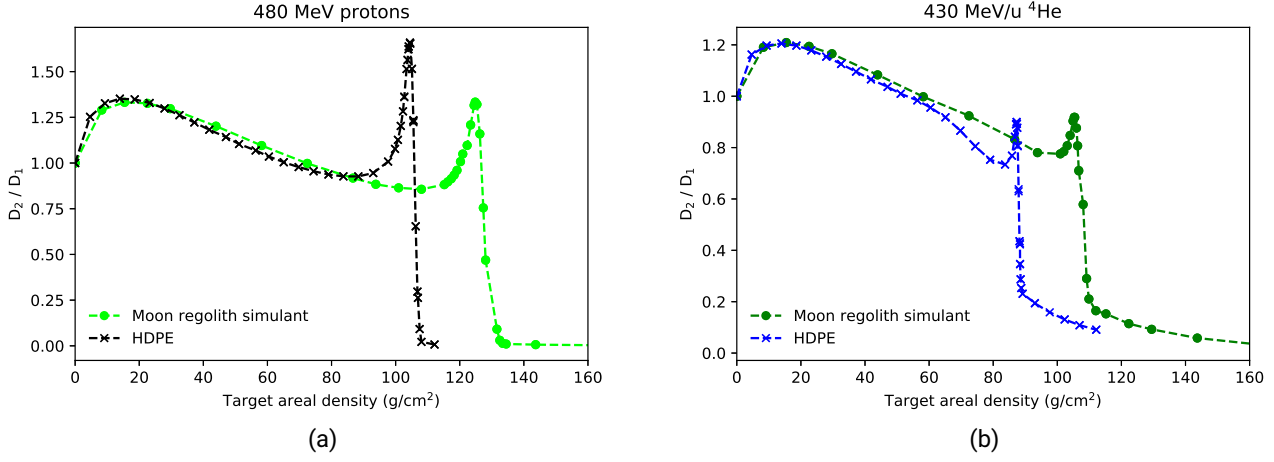 480 MeV protons
D₂ / D₁
1.50
1.25
1.00
0.75
0.50
0.25
0.00
Moon regolith simulant
HDPE
0 20 40 60 80 100 120 140 160
Target areal density (g/cm²)
(a)
430 MeV/u ⁴He
D₂ / D₁
1.2
1.0
0.8
0.6
0.4
0.2
0.0
Moon regolith simulant
HDPE
0 20 40 60 80 100 120 140 160
Target areal density (g/cm²)
(b)